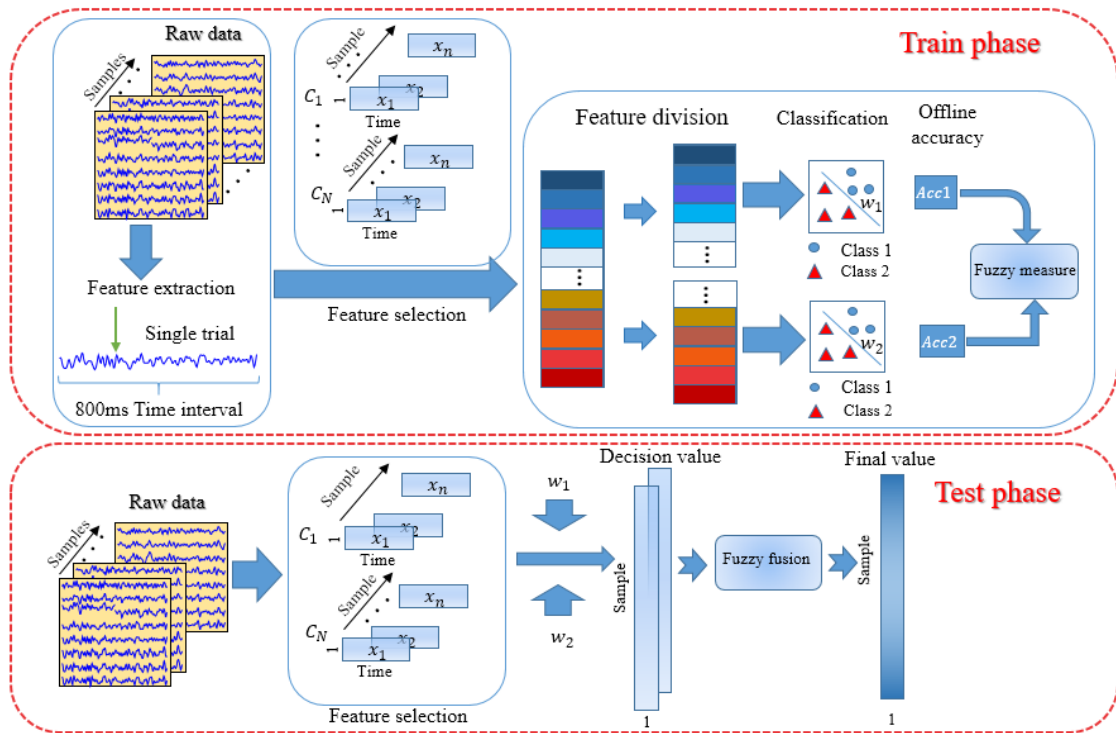 Train phase
Raw data
Samples
Feature extraction
Single trial
800ms Time interval
Sample
x_n
C_1
1
x_1
x_2
Time
Sample
x_n
C_N
1
x_1
x_2
Time
Feature selection
Feature division
Classification
w_1
Class 1
Class 2
w_2
Class 1
Class 2
Offline
accuracy
Acc1
Fuzzy measure
Acc2
Test phase
Raw data
Samples
Sample
x_n
C_1
1
x_1
x_2
Time
Sample
x_n
C_N
1
x_1
x_2
Time
Feature selection
w_1
w_2
Decision value
Sample
1
Fuzzy fusion
Final value
Sample
1